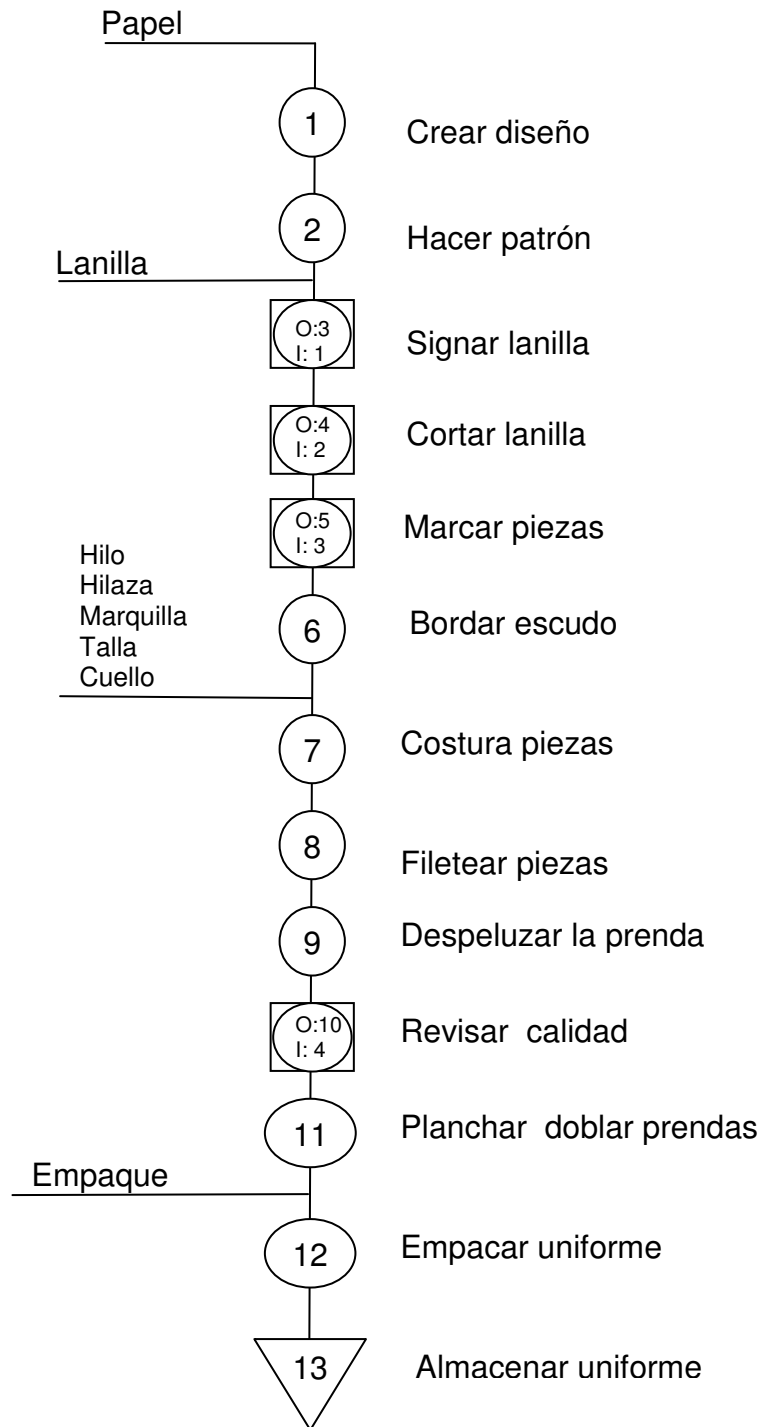 Papel
1
Crear diseño
2
Hacer patrón
Lanilla
O:3
I: 1
Signar lanilla
O:4
I: 2
Cortar lanilla
O:5
I: 3
Marcar piezas
Hilo
Hilaza
Marquilla
Talla
Cuello
6
Bordar escudo
7
Costura piezas
8
Filetear piezas
9
Despeluzar la prenda
O:10
I: 4
Revisar calidad
11
Planchar doblar prendas
Empaque
12
Empacar uniforme
13
Almacenar uniforme